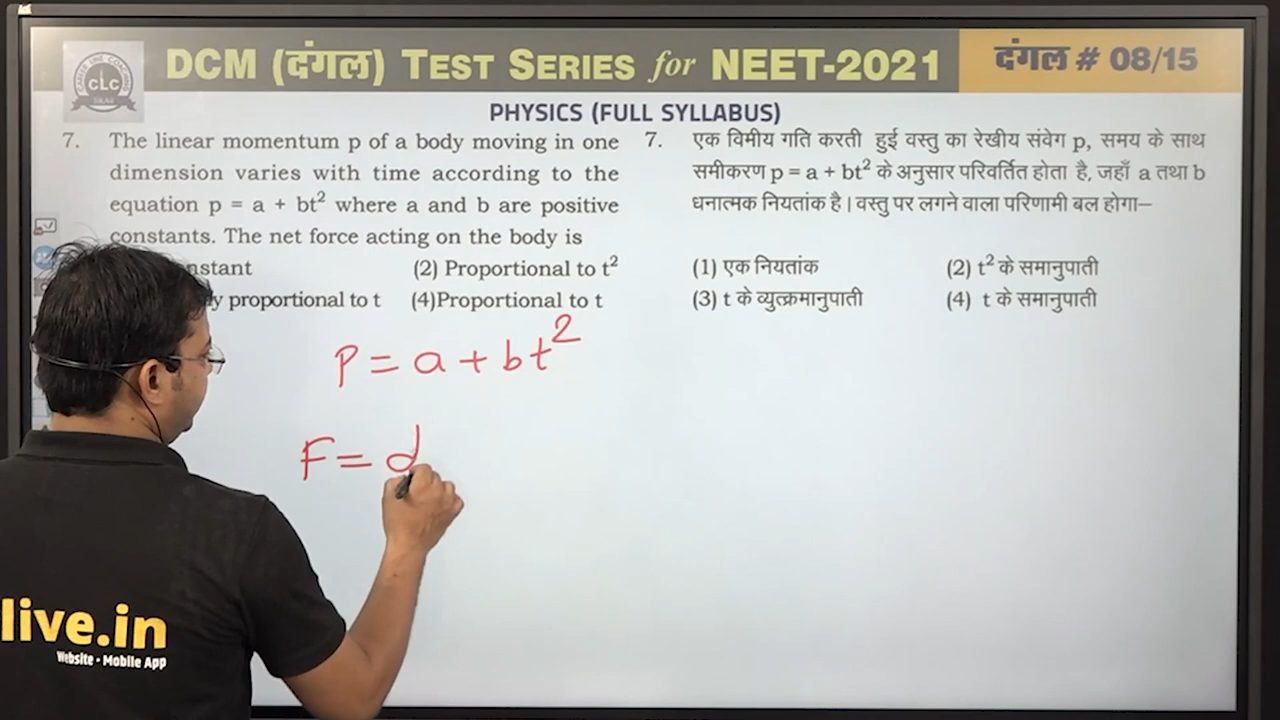 DCM (दंगल) TEST SERIES for NEET-2021
दंगल # 08/15
CLC
SIKAR
PHYSICS (FULL SYLLABUS)
7. The linear momentum p of a body moving in one
dimension varies with time according to the
equation p = a + bt² where a and b are positive
constants. The net force acting on the body is
nstant (2) Proportional to t²
y proportional to t (4)Proportional to t
7. एक विमीय गति करती हुई वस्तु का रेखीय संवेग p, समय के साथ
समीकरण p = a + bt² के अनुसार परिवर्तित होता है, जहाँ a तथा b
धनात्मक नियतांक है। वस्तु पर लगने वाला परिणामी बल होगा–
(1) एक नियतांक (2) t² के समानुपाती
(3) t के व्युत्क्रमानुपाती (4) t के समानुपाती
P = a + bt²
F = d
live.in
Website • Mobile App